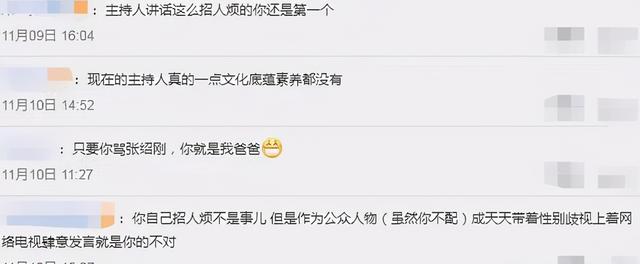 ：主持人讲话这么招人烦的你还是第一个
11月09日 16:04
：现在的主持人真的一点文化底蕴素养都没有
11月10日 14:52
：只要你骂张绍刚，你就是我爸爸😁
11月10日 11:27
：你自己招人烦不是事儿 但是作为公众人物（虽然你不配）成天天带着性别歧视上着网
络电视肆意发言就是你的不对